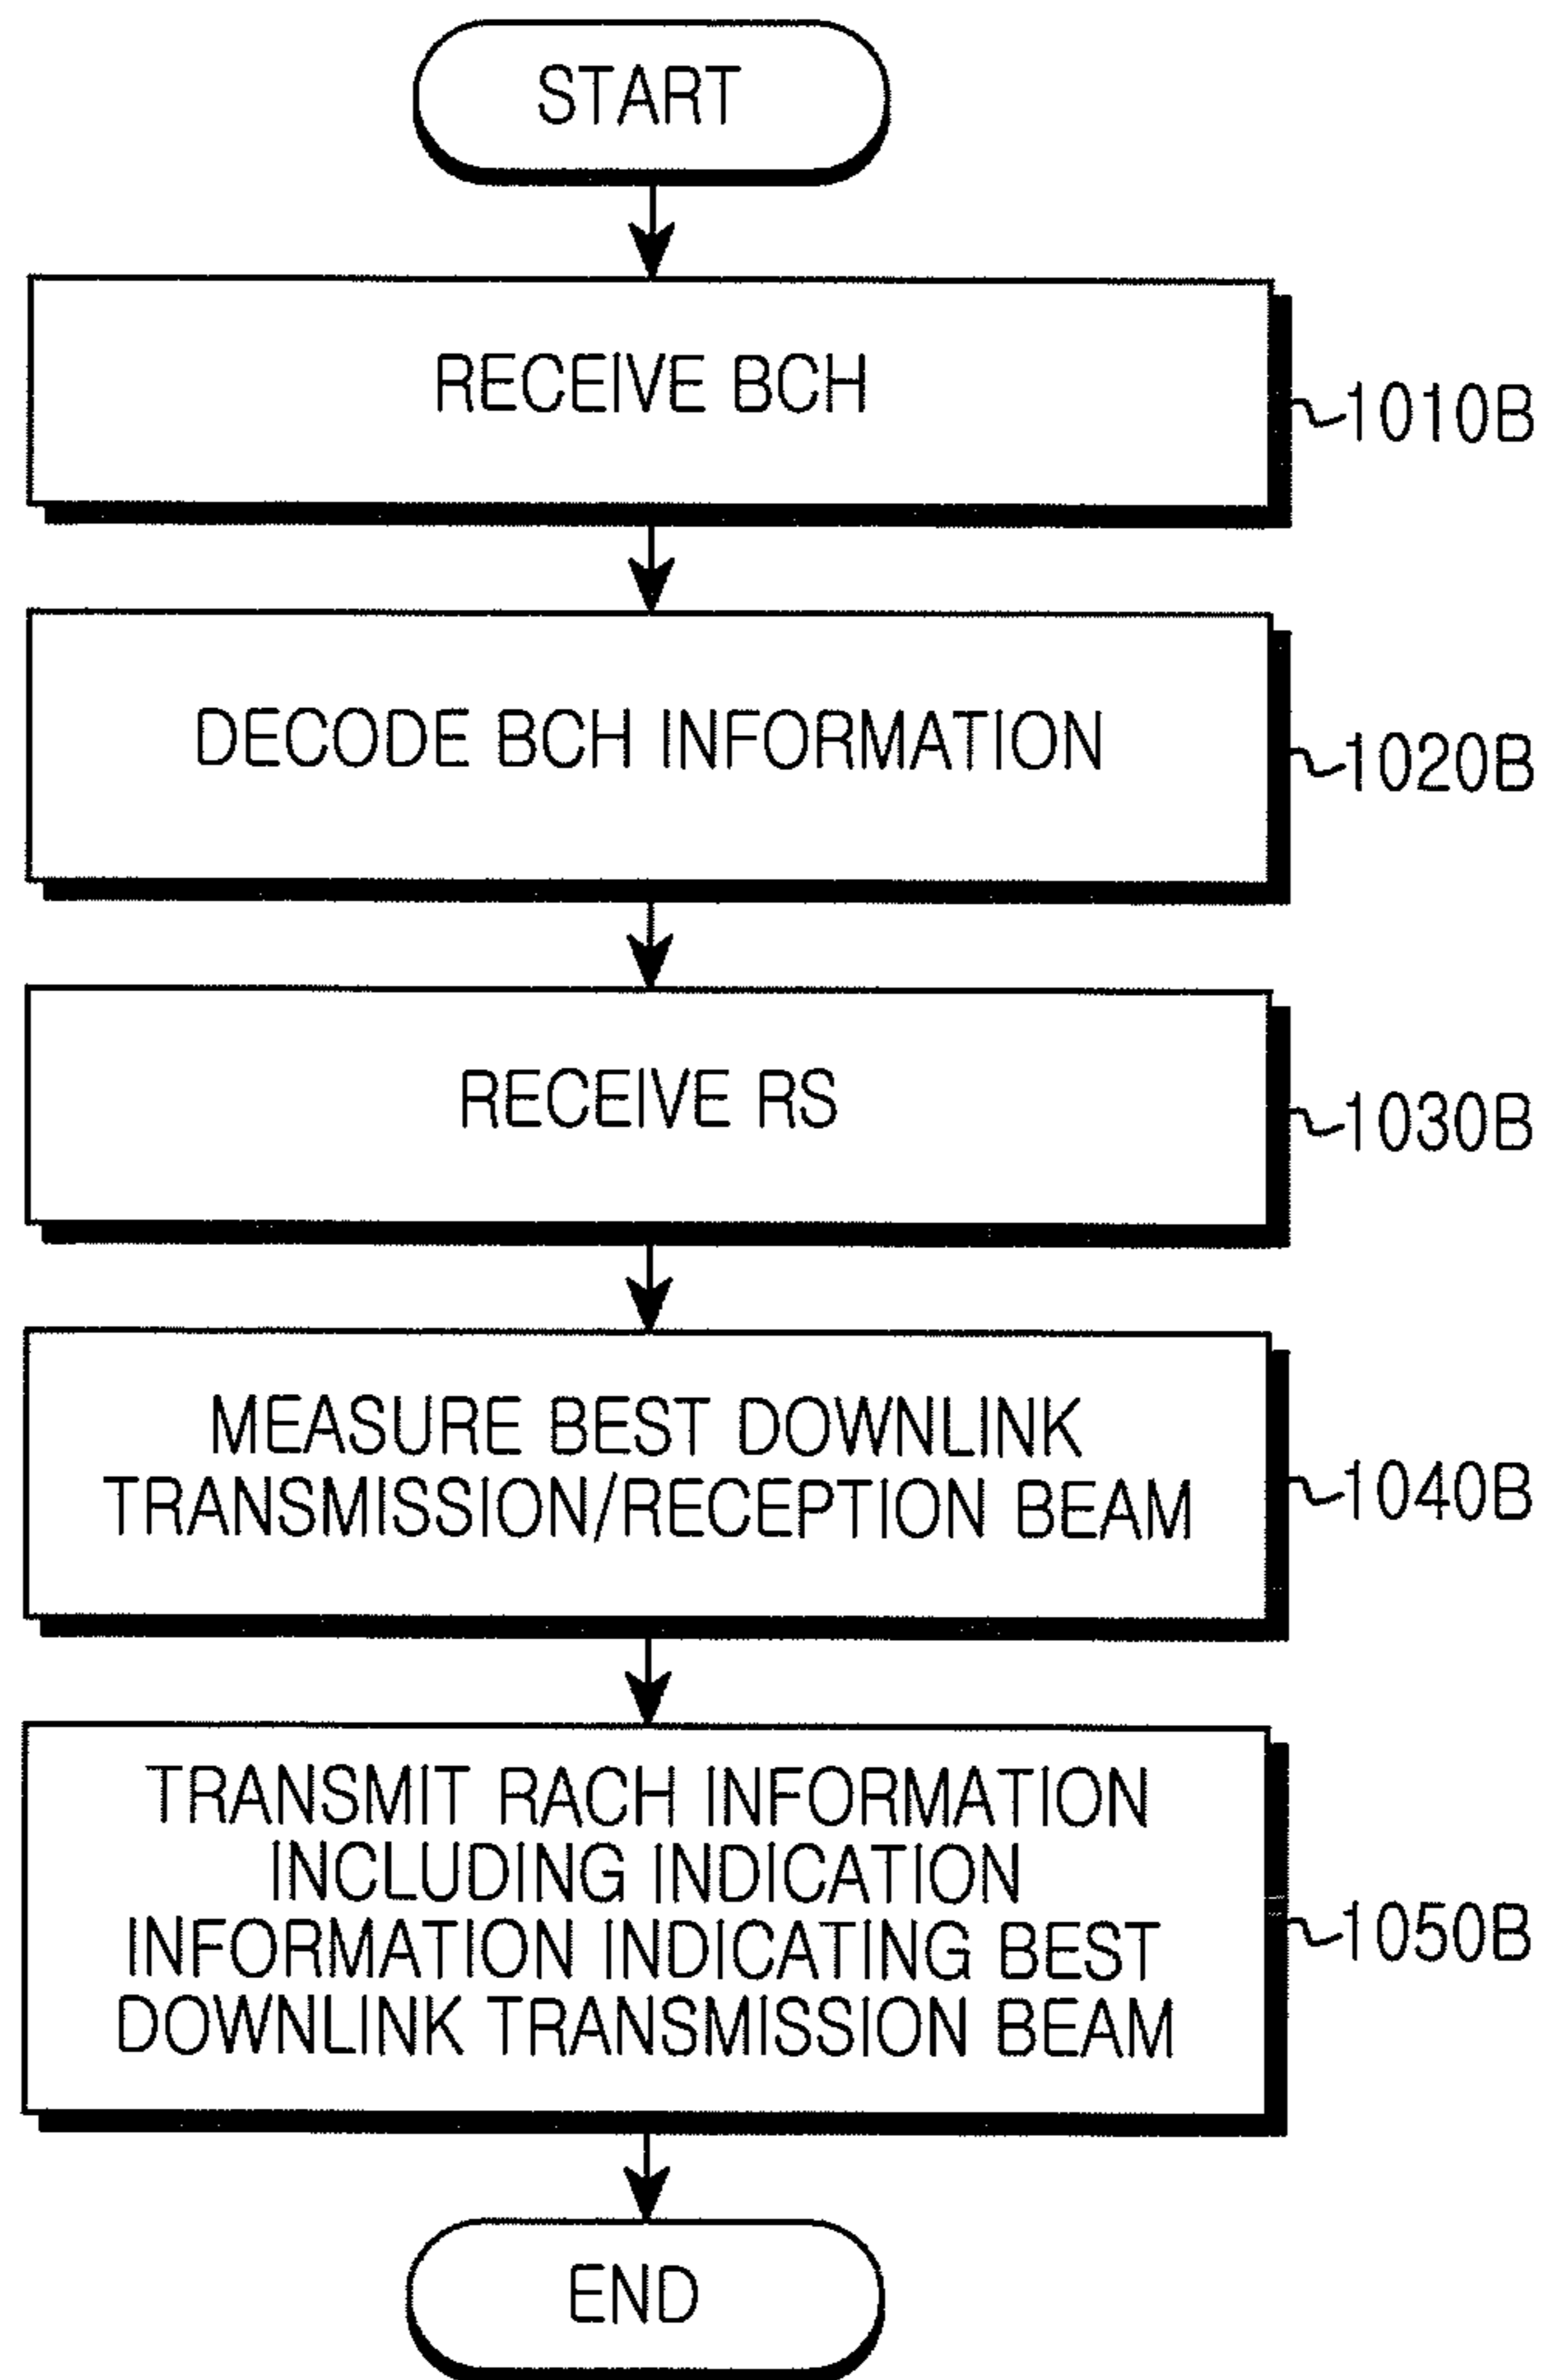 START
RECEIVE BCH
1010B
DECODE BCH INFORMATION
1020B
RECEIVE RS
1030B
MEASURE BEST DOWNLINK
TRANSMISSION/RECEPTION BEAM
1040B
TRANSMIT RACH INFORMATION
INCLUDING INDICATION
INFORMATION INDICATING BEST
DOWNLINK TRANSMISSION BEAM
1050B
END